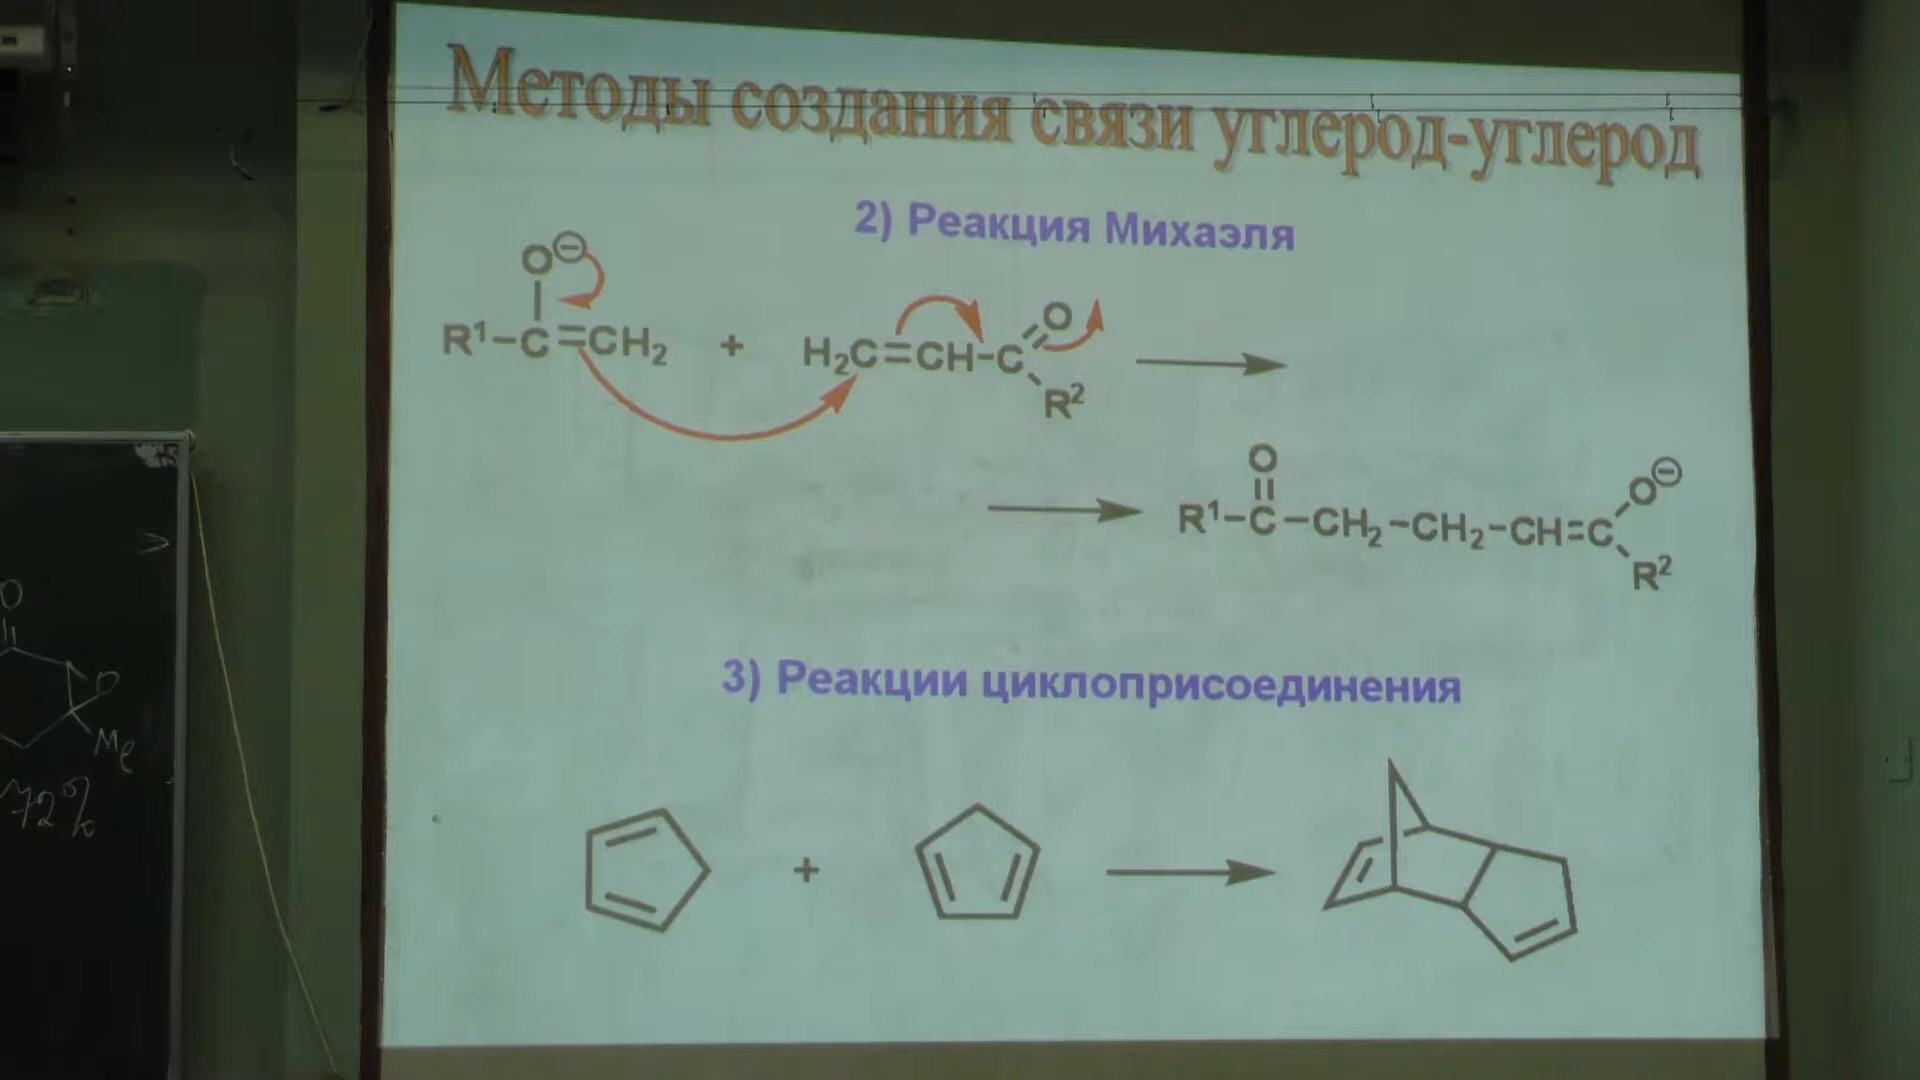 Методы создания связи углерод-углерод
2) Реакция Михаэля
O⊖
R¹–C=CH₂ + H₂C=CH–C
O
R²
O
R¹–C–CH₂–CH₂–CH=C
O⊖
R²
3) Реакции циклоприсоединения
+
O
O
Me
72%